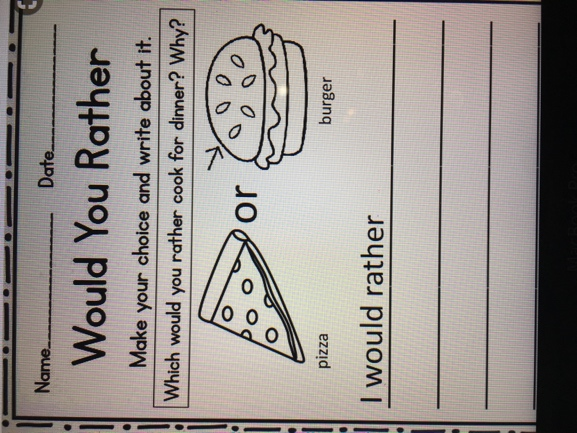 Name Date
Would You Rather
Make your choice and write about it.
Which would you rather cook for dinner? Why?
or
pizza burger
I would rather